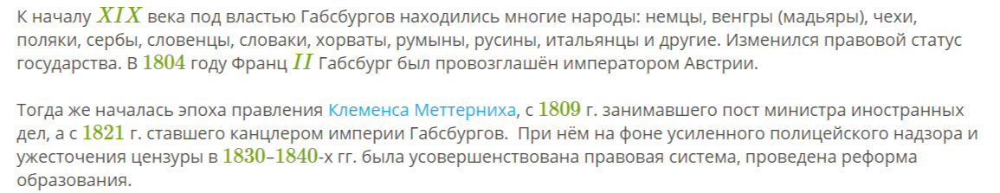 К началу XIX века под властью Габсбургов находились многие народы: немцы, венгры (мадьяры), чехи,
поляки, сербы, словенцы, словаки, хорваты, румыны, русины, итальянцы и другие. Изменился правовой статус
государства. В 1804 году Франц II Габсбург был провозглашён императором Австрии.
Тогда же началась эпоха правления Клеменса Меттерниха, с 1809 г. занимавшего пост министра иностранных
дел, а с 1821 г. ставшего канцлером империи Габсбургов. При нём на фоне усиленного полицейского надзора и
ужесточения цензуры в 1830–1840-х гг. была усовершенствована правовая система, проведена реформа
образования.